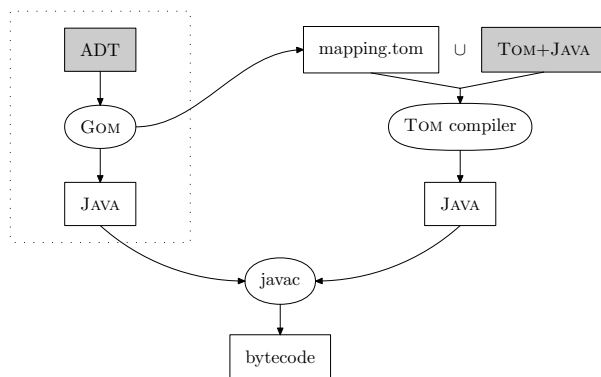 ADT
mapping.tom ∪ TOM+JAVA
GOM
TOM compiler
JAVA
JAVA
javac
bytecode